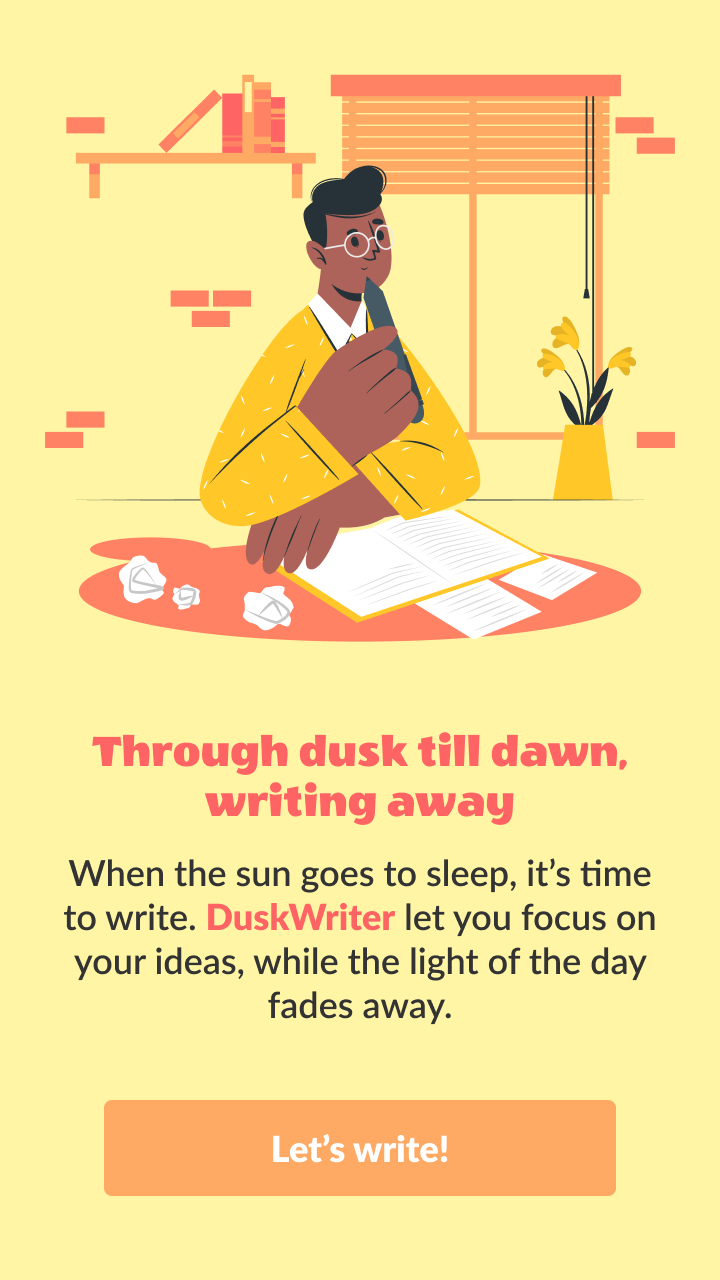 Through dusk till dawn,
writing away
When the sun goes to sleep, it’s time
to write. DuskWriter let you focus on
your ideas, while the light of the day
fades away.
Let’s write!